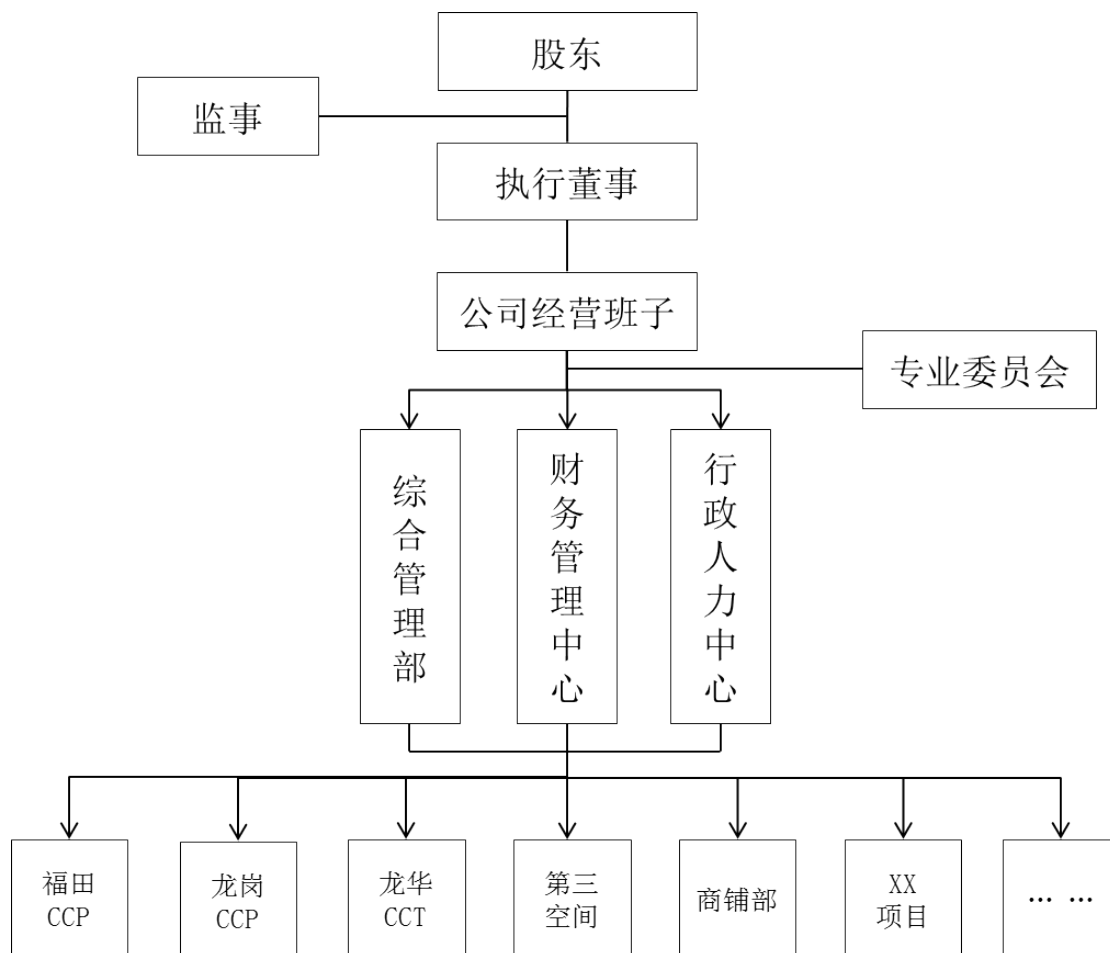 股东
监事
执行董事
公司经营班子
专业委员会
综合管理部
财务管理中心
行政人力中心
福田
CCP
龙岗
CCP
龙华
CCT
第三
空间
商铺部
XX
项目
… …